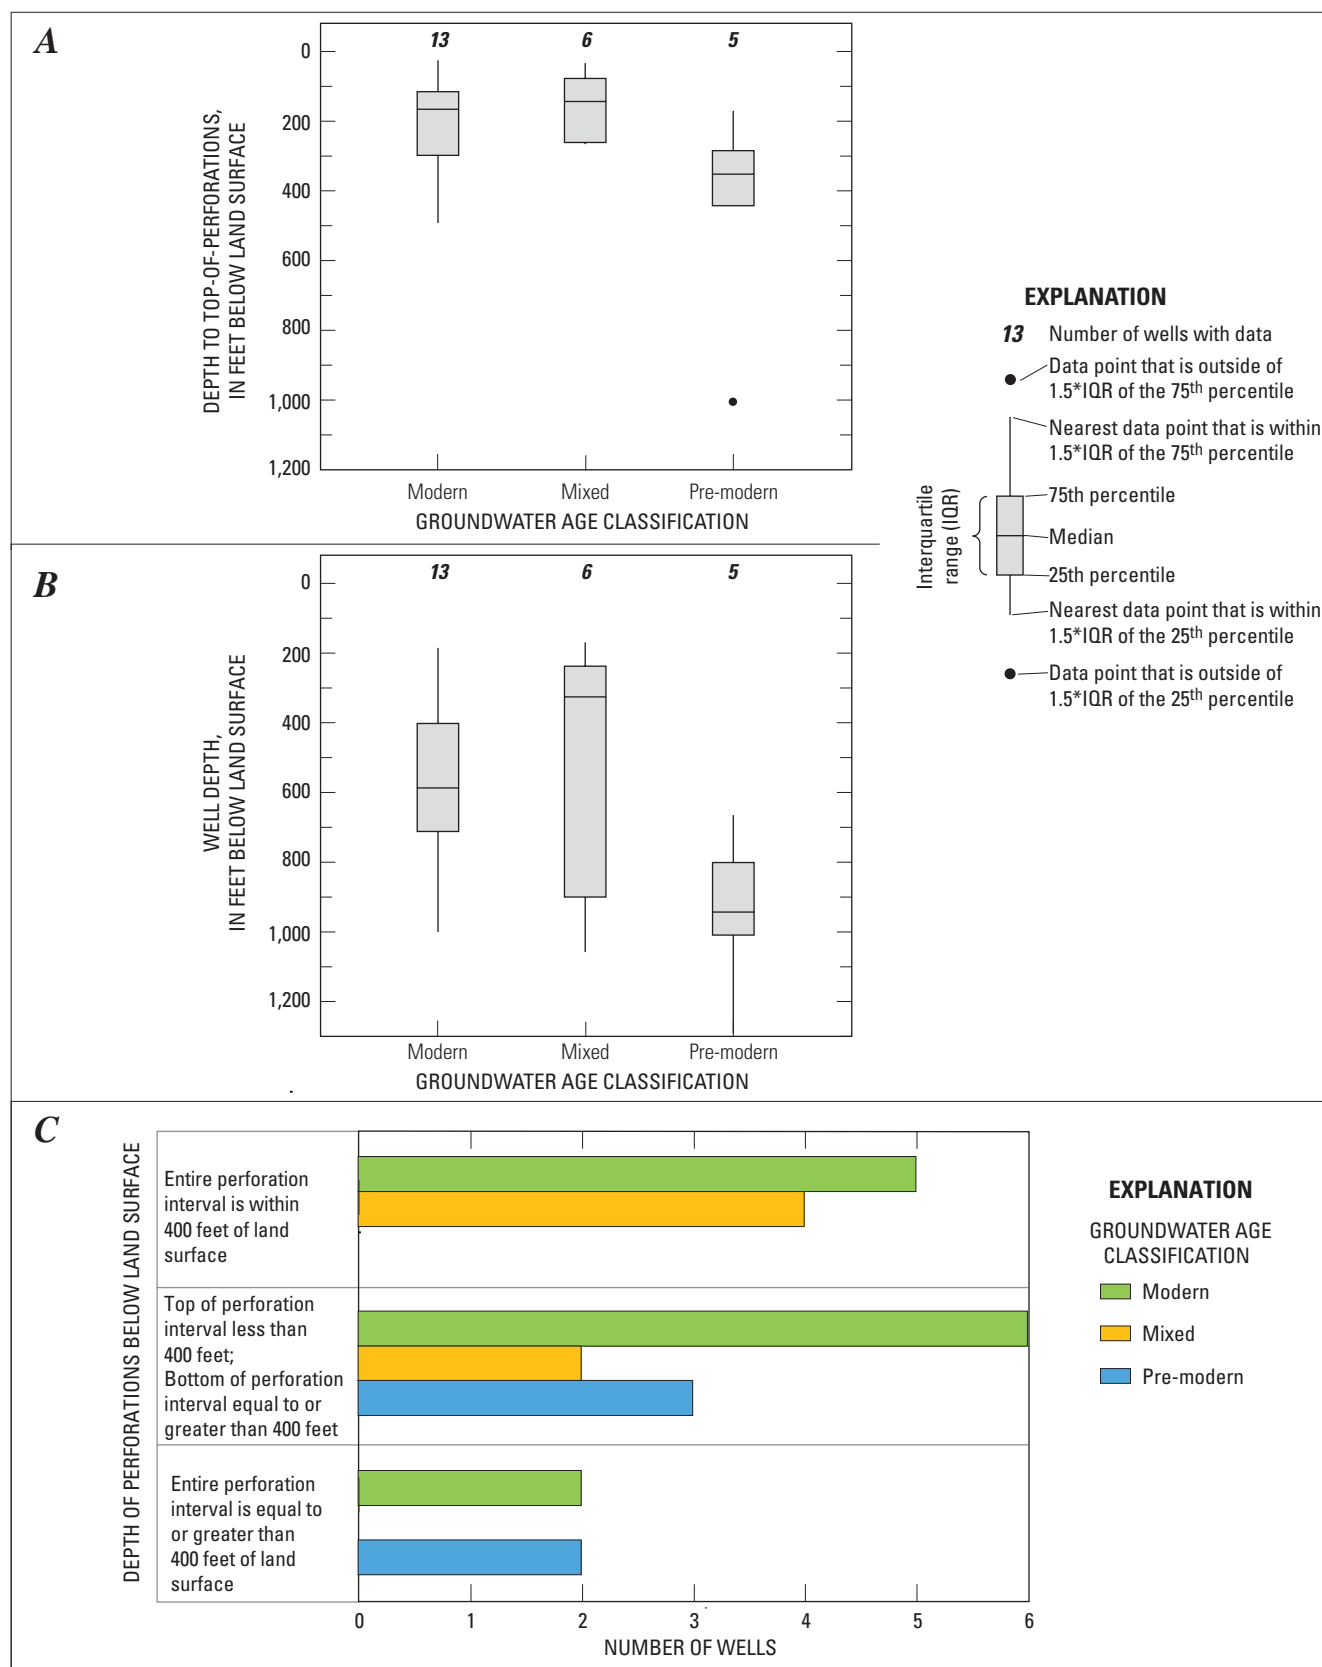 A
13 6 5
0
200
400
600
800
1,000
1,200
DEPTH TO TOP-OF-PERFORATIONS,
IN FEET BELOW LAND SURFACE
Modern Mixed Pre-modern
GROUNDWATER AGE CLASSIFICATION
EXPLANATION
13 Number of wells with data
Data point that is outside of
1.5*IQR of the 75th percentile
Nearest data point that is within
1.5*IQR of the 75th percentile
75th percentile
Median
25th percentile
Nearest data point that is within
1.5*IQR of the 25th percentile
Data point that is outside of
1.5*IQR of the 25th percentile
Interquartile
range (IQR)
B
13 6 5
0
200
400
600
800
1,000
1,200
WELL DEPTH,
IN FEET BELOW LAND SURFACE
Modern Mixed Pre-modern
GROUNDWATER AGE CLASSIFICATION
C
DEPTH OF PERFORATIONS BELOW LAND SURFACE
Entire perforation
interval is within
400 feet of land
surface
Top of perforation
interval less than
400 feet;
Bottom of perforation
interval equal to or
greater than 400 feet
Entire perforation
interval is equal to
or greater than
400 feet of land
surface
0 1 2 3 4 5 6
NUMBER OF WELLS
EXPLANATION
GROUNDWATER AGE
CLASSIFICATION
Modern
Mixed
Pre-modern